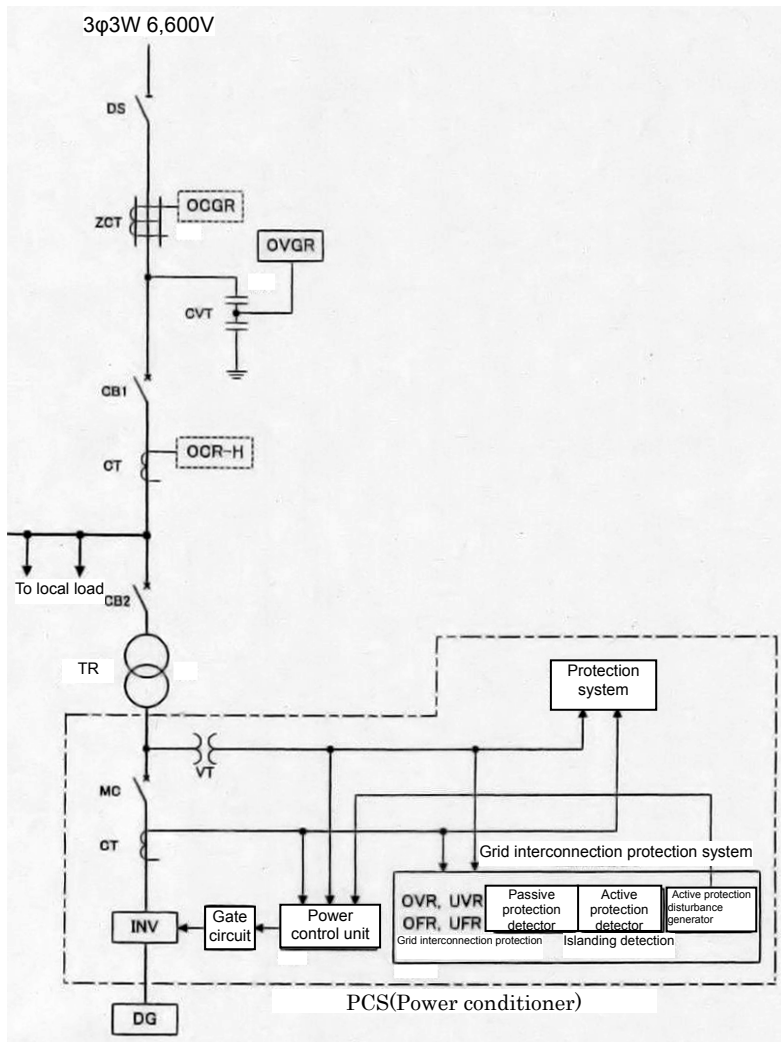 3φ3W 6,600V
DS
ZCT
OCGR
OVGR
CVT
CB1
CT
OCR-H
To local load
CB2
TR
Protection
system
VT
MC
CT
Grid interconnection protection system
OVR, UVR
OFR, UFR
Passive
protection
detector
Active
protection
detector
Active protection
disturbance
generator
Grid interconnection protection
Islanding detection
INV
Gate
circuit
Power
control unit
PCS(Power conditioner)
DG